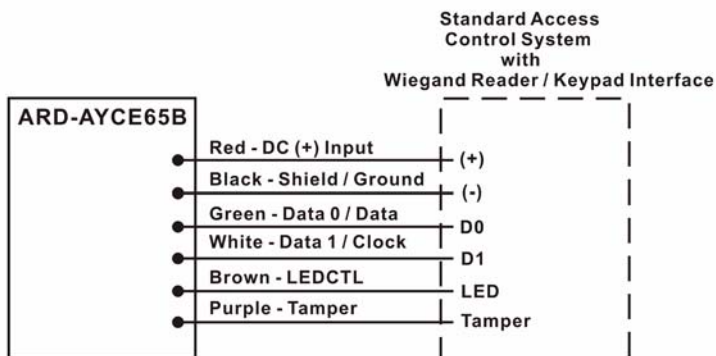 Standard Access
Control System
with
Wiegand Reader / Keypad Interface
ARD-AYCE65B
Red - DC (+) Input
(+)
Black - Shield / Ground
(-)
Green - Data 0 / Data
D0
White - Data 1 / Clock
D1
Brown - LEDCTL
LED
Purple - Tamper
Tamper